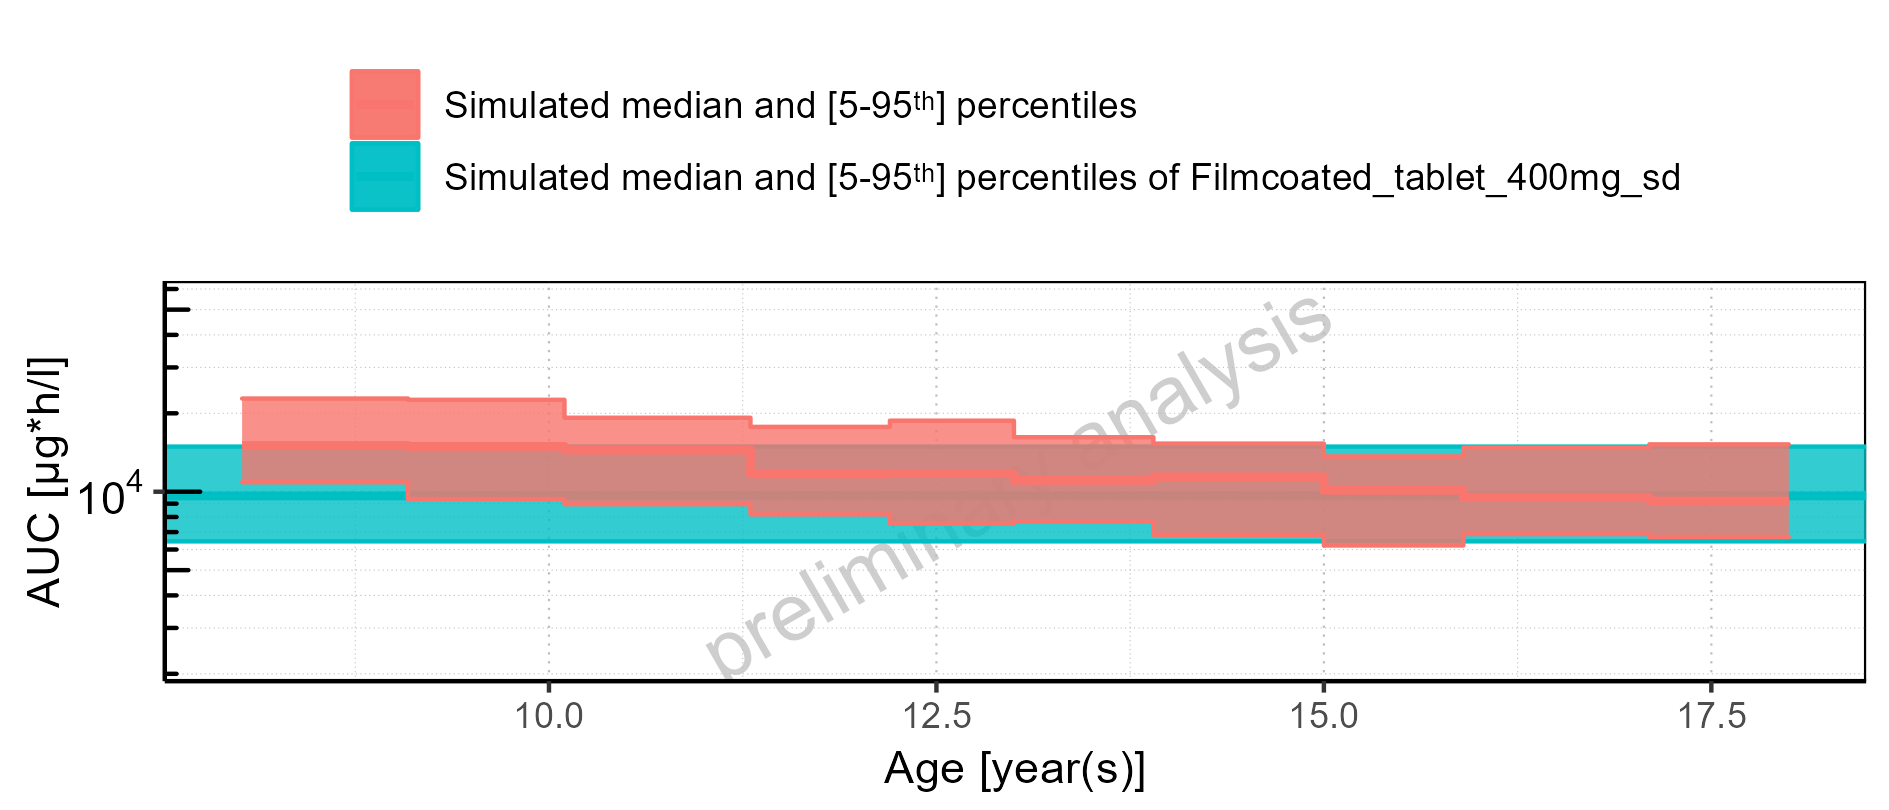 Simulated median and [5-95ᵗʰ] percentiles
Simulated median and [5-95ᵗʰ] percentiles of Filmcoated_tablet_400mg_sd
AUC [µg*h/l]
10⁴
preliminary analysis
10.0 12.5 15.0 17.5
Age [year(s)]